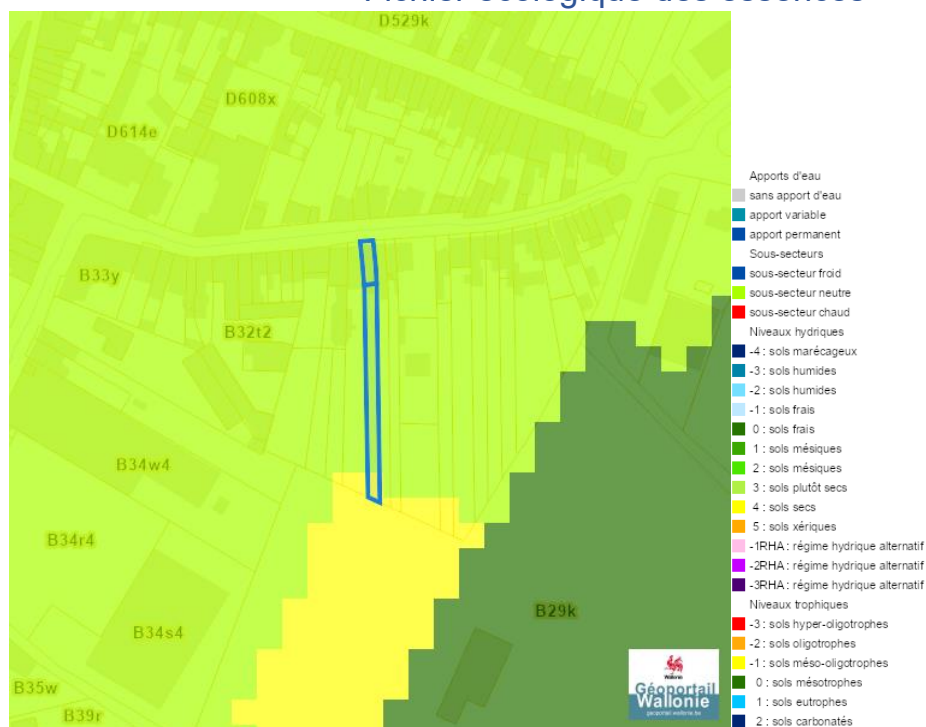 Fichier écologique des essences
D529k
D608x
D614e
B33y
B32t2
B34w4
B34r4
B34s4
B35w
B39r
B29k
Wallonie
Géoportail
Wallonie
geoportail.wallonie.be
Apports d'eau
sans apport d'eau
apport variable
apport permanent
Sous-secteurs
sous-secteur froid
sous-secteur neutre
sous-secteur chaud
Niveaux hydriques
-4 : sols marécageux
-3 : sols humides
-2 : sols humides
-1 : sols frais
0 : sols frais
1 : sols mésiques
2 : sols mésiques
3 : sols plutôt secs
4 : sols secs
5 : sols xériques
-1RHA : régime hydrique alternatif
-2RHA : régime hydrique alternatif
-3RHA : régime hydrique alternatif
Niveaux trophiques
-3 : sols hyper-oligotrophes
-2 : sols oligotrophes
-1 : sols méso-oligotrophes
0 : sols mésotrophes
1 : sols eutrophes
2 : sols carbonatés